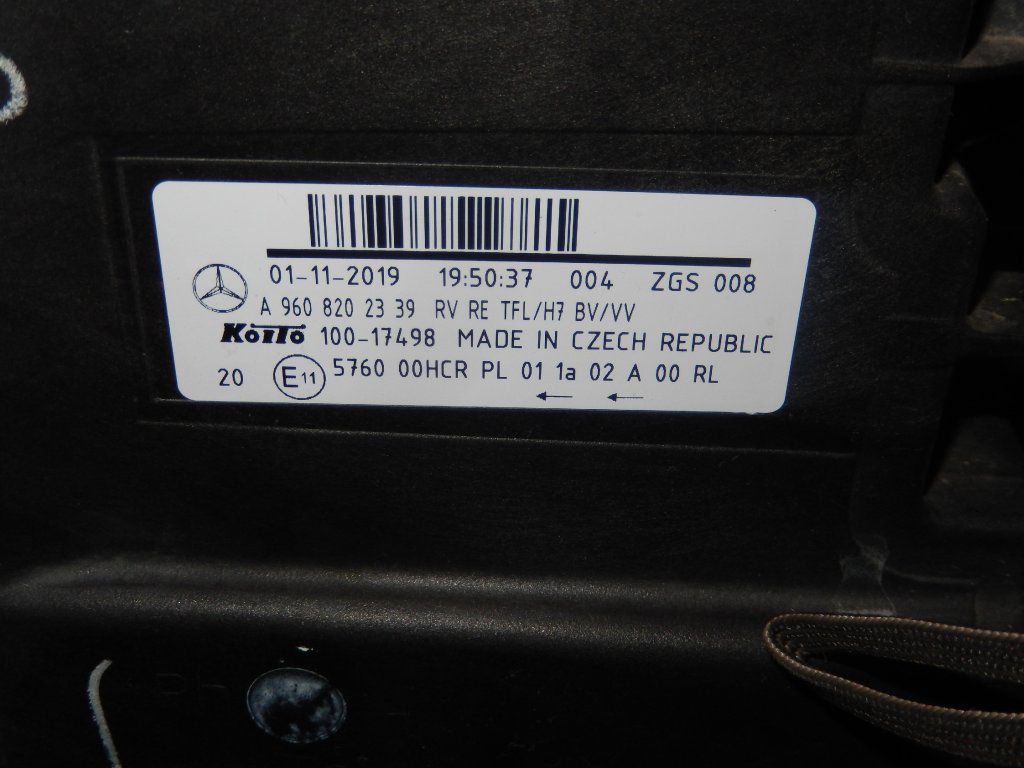 01-11-2019 19:50:37 004 ZGS 008
A 960 820 23 39 RV RE TFL/H7 BV/VV
KOITO 100-17498 MADE IN CZECH REPUBLIC
20 E11 5760 00HCR PL 01 1a 02 A 00 RL